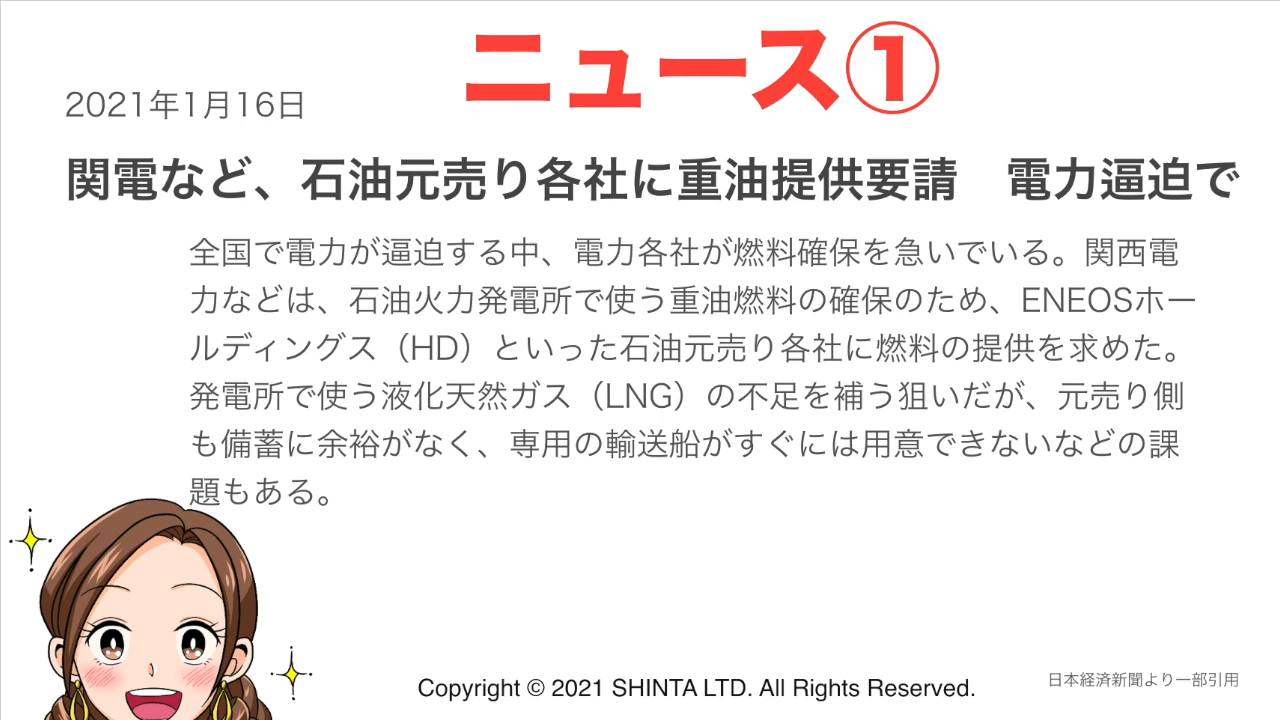 ニュース①
2021年1月16日
関電など、石油元売り各社に重油提供要請　電力逼迫で
全国で電力が逼迫する中、電力各社が燃料確保を急いでいる。関西電
力などは、石油火力発電所で使う重油燃料の確保のため、ENEOSホー
ルディングス（HD）といった石油元売り各社に燃料の提供を求めた。
発電所で使う液化天然ガス（LNG）の不足を補う狙いだが、元売り側
も備蓄に余裕がなく、専用の輸送船がすぐには用意できないなどの課
題もある。
Copyright © 2021 SHINTA LTD. All Rights Reserved.
日本経済新聞より一部引用